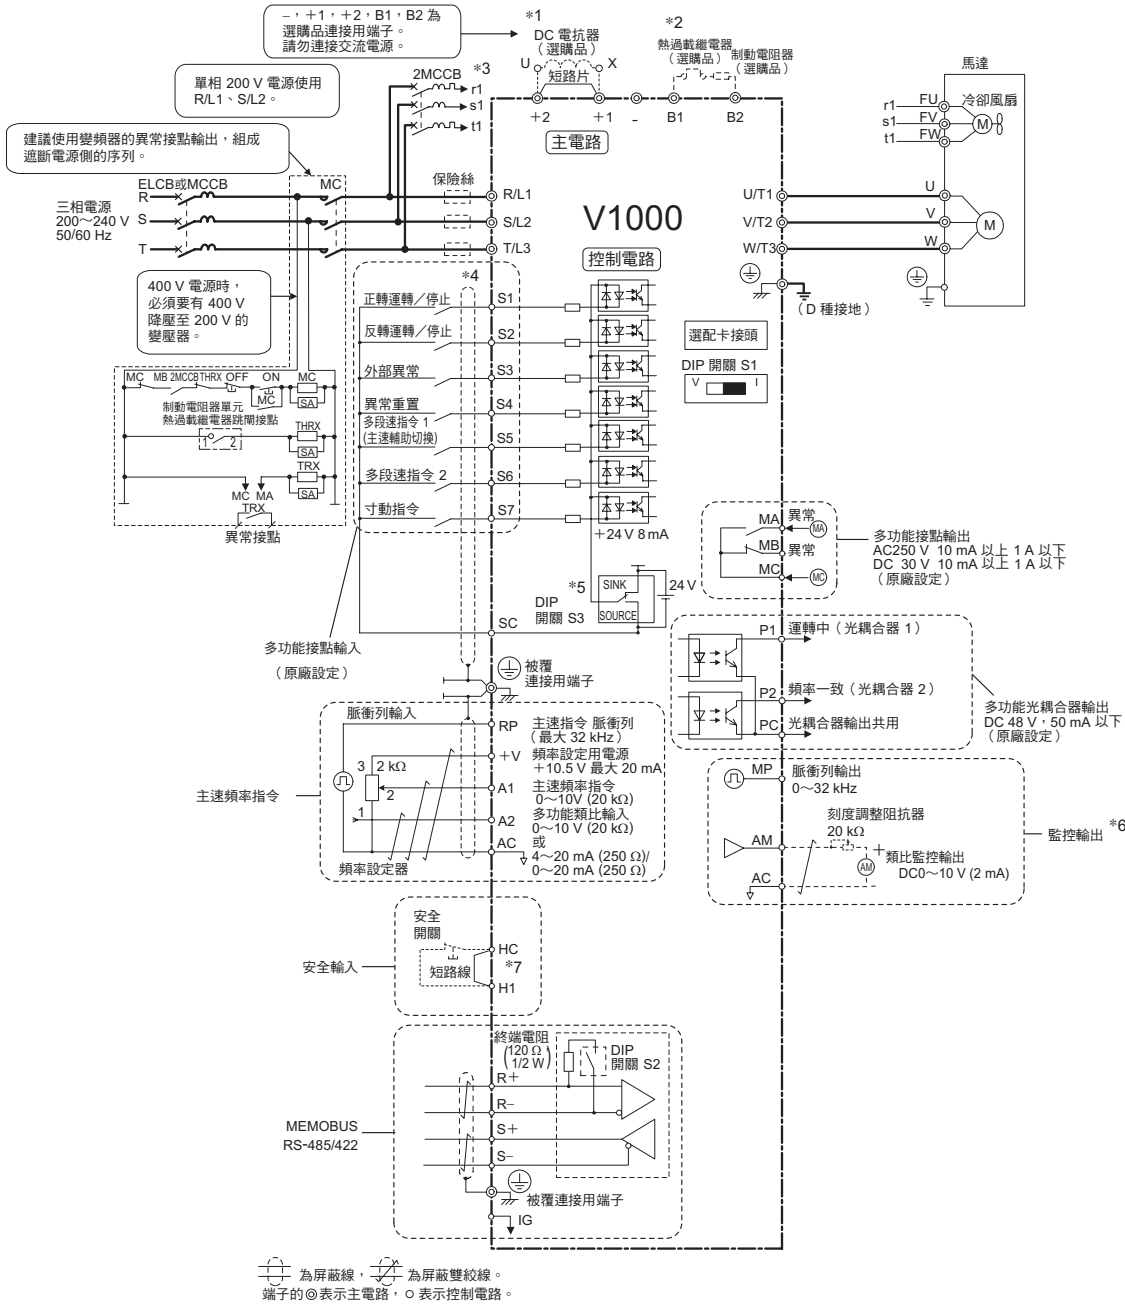 –，＋1，＋2，B1，B2 為
選購品連接用端子。
請勿連接交流電源。
*1
DC 電抗器
（選購品）
U
X
短路片
*2
熱過載繼電器
（選購品）
制動電阻器
（選購品）
單相 200 V 電源使用
R/L1、S/L2。
2MCCB
*3
r1
s1
t1
＋2
＋1
-
B1
B2
主電路
馬達
冷卻風扇
r1
FU
s1
FV
t1
FW
M
建議使用變頻器的異常接點輸出，組成
遮斷電源側的序列。
ELCB或MCCB
MC
保險絲
三相電源
200～240 V
50/60 Hz
R
S
T
R/L1
S/L2
T/L3
V1000
U/T1
V/T2
W/T3
U
V
W
M
（D 種接地）
控制電路
400 V 電源時，
必須要有 400 V
降壓至 200 V 的
變壓器。
*4
正轉運轉／停止
S1
反轉運轉／停止
S2
外部異常
S3
異常重置
S4
多段速指令 1
(主速輔助切換)
S5
多段速指令 2
S6
寸動指令
S7
＋24 V 8 mA
選配卡接頭
DIP 開關 S1
V
I
MC
MB
2MCCB
THRX
OFF
ON
MC
MC
SA
制動電阻器單元
熱過載繼電器跳閘接點
1
2
THRX
SA
TRX
SA
MC
MA
TRX
異常接點
*5
DIP
開關 S3
SINK
SOURCE
24 V
SC
多功能接點輸入
（原廠設定）
被覆
連接用端子
MA
異常
MA
MB
異常
MC
MC
多功能接點輸出
AC250 V 10 mA 以上 1 A 以下
DC 30 V 10 mA 以上 1 A 以下
（原廠設定）
P1
運轉中（光耦合器 1）
P2
頻率一致（光耦合器 2）
PC
光耦合器輸出共用
多功能光耦合器輸出
DC 48 V，50 mA 以下
（原廠設定）
主速頻率指令
脈衝列輸入
RP
主速指令 脈衝列
（最大 32 kHz）
＋V
頻率設定用電源
＋10.5 V 最大 20 mA
3
2 kΩ
2
1
A1
主速頻率指令
0～10V (20 kΩ)
A2
多功能類比輸入
0～10 V (20 kΩ)
或
4～20 mA (250 Ω)/
0～20 mA (250 Ω)
AC
頻率設定器
MP
脈衝列輸出
0～32 kHz
刻度調整阻抗器
20 kΩ
AM
＋
AM
類比監控輸出
DC0～10 V (2 mA)
AC
監控輸出
*6
安全輸入
安全
開關
短路線
HC
*7
H1
MEMOBUS
RS-485/422
終端電阻
(120 Ω，
1/2 W)
DIP
開關 S2
R＋
R–
S＋
S–
被覆連接用端子
IG
為屏蔽線， 為屏蔽雙絞線。
端子的◎表示主電路，○ 表示控制電路。